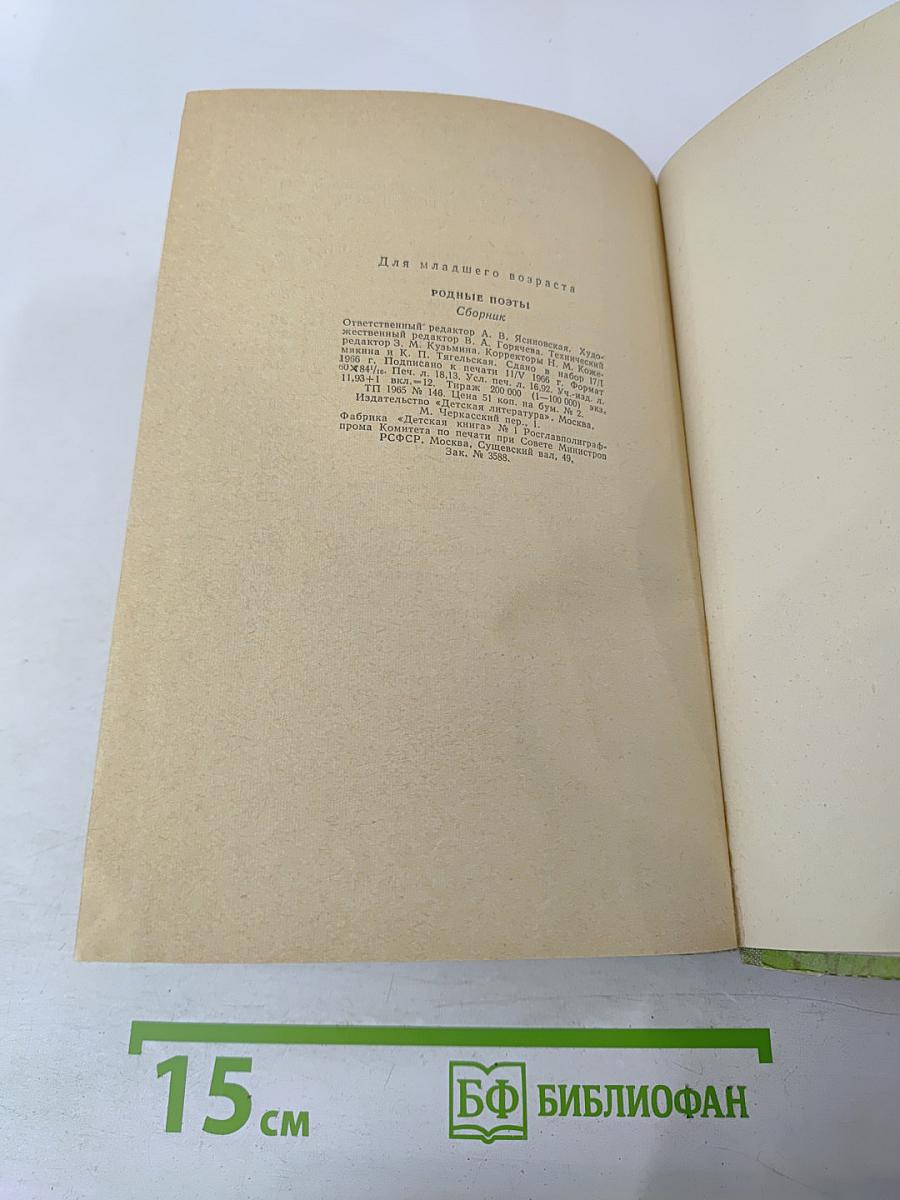 Для младшего возраста
РОДНЫЕ ПОЭТЫ
Сборник
Ответственный редактор А. В. Ясиновская. Худо-
жественный редактор В. А. Горячева. Технический
редактор З. М. Кузьмина. Корректоры Н. М. Коже-
мякина и К. П. Тягельская. Сдано в набор 17/I
1966 г. Подписано к печати 11/V 1966 г. Формат
60×84¹/₁₆. Печ. л. 18,13. Усл. печ. л. 16,92. Уч.-изд. л.
11,93+1 вкл.=12. Тираж 200 000 (1—100 000) экз.
ТП 1965 № 146. Цена 51 коп. на бум. № 2.
Издательство «Детская литература». Москва,
М. Черкасский пер., 1.
Фабрика «Детская книга» № 1 Росглавполиграф-
прома Комитета по печати при Совете Министров
РСФСР. Москва, Сущевский вал, 49.
Зак. № 3588.
15 см
БФ БИБЛИОФАН